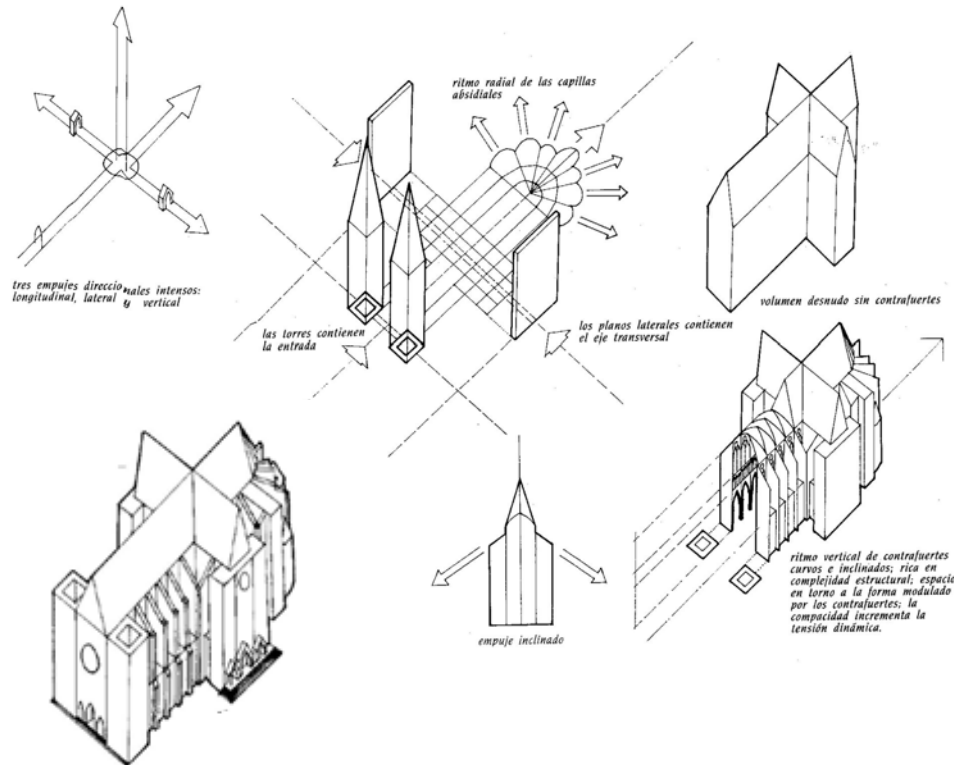 ritmo radial de las capillas
absidiales
tres empujes direccionales intensos:
longitudinal, lateral y vertical
las torres contienen
la entrada
los planos laterales contienen
el eje transversal
volumen desnudo sin contrafuertes
empuje inclinado
ritmo vertical de contrafuertes
curvos e inclinados; rica en
complejidad estructural; espacio
en torno a la forma modulado
por los contrafuertes; la
compacidad incrementa la
tensión dinámica.